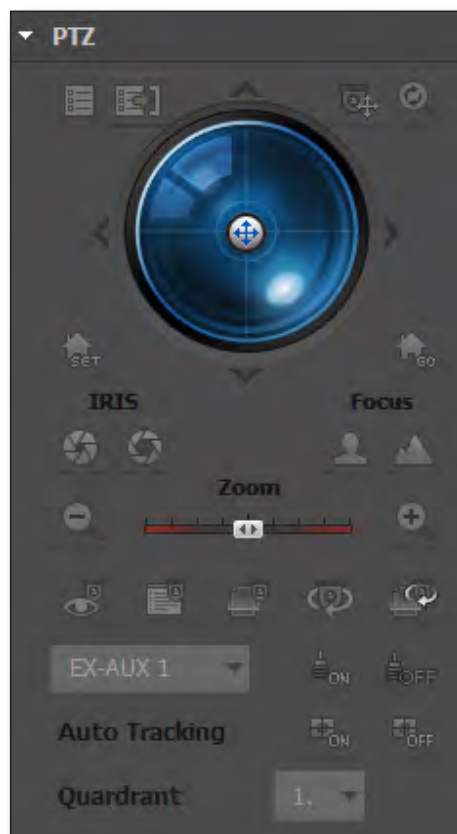 PTZ
SET
GO
IRIS Focus
Zoom
EX-AUX 1 ON OFF
Auto Tracking ON OFF
Quardrant 1.